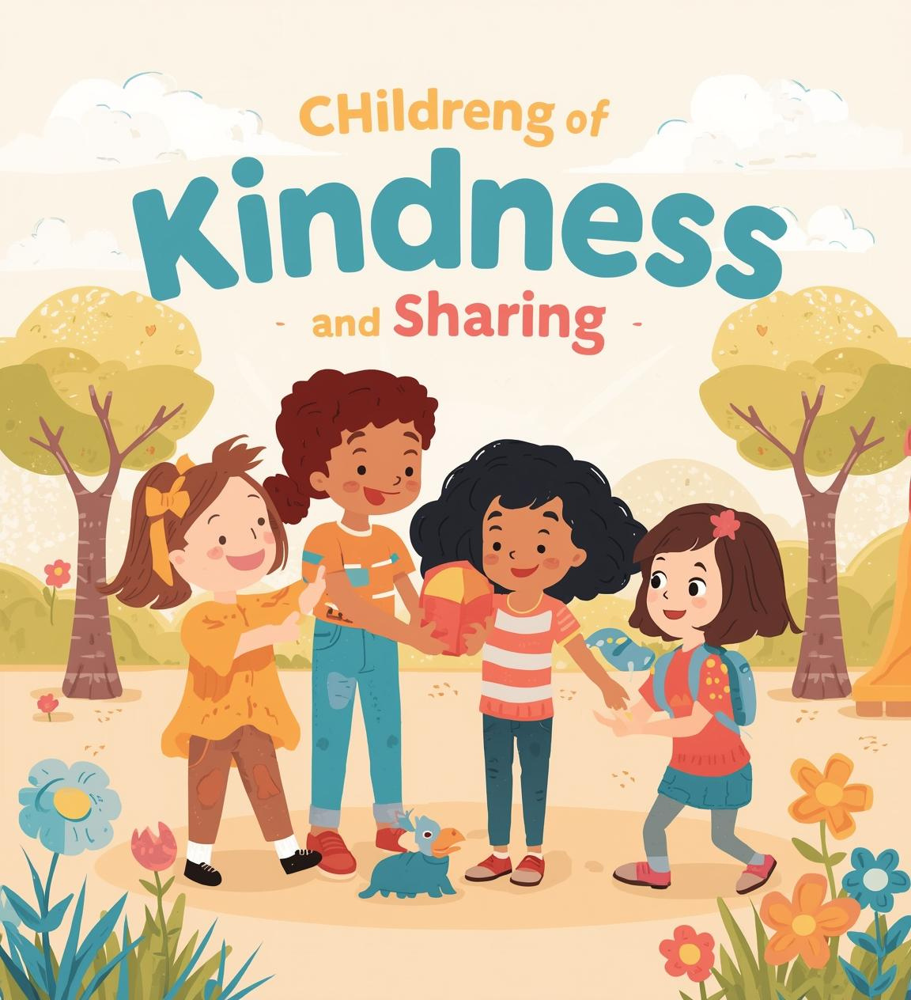 CHildreng of
Kindness
- and Sharing -